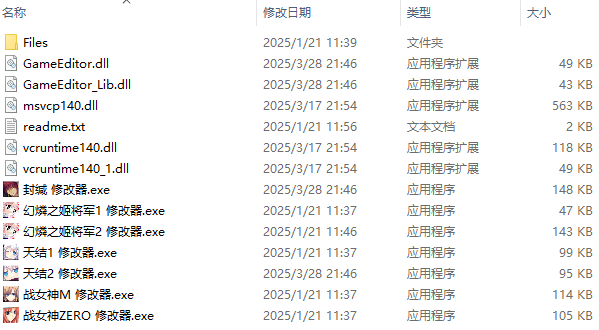 名称 修改日期 类型 大小
Files 2025/1/21 11:39 文件夹
GameEditor.dll 2025/3/28 21:46 应用程序扩展 49 KB
GameEditor_Lib.dll 2025/3/28 21:46 应用程序扩展 43 KB
msvcp140.dll 2025/3/17 21:54 应用程序扩展 563 KB
readme.txt 2025/1/21 11:56 文本文档 2 KB
vcruntime140.dll 2025/3/17 21:54 应用程序扩展 118 KB
vcruntime140_1.dll 2025/3/17 21:54 应用程序扩展 49 KB
封缄 修改器.exe 2025/3/28 21:46 应用程序 148 KB
幻燐之姬将军1 修改器.exe 2025/1/21 11:37 应用程序 47 KB
幻燐之姬将军2 修改器.exe 2025/1/21 11:46 应用程序 143 KB
天结1 修改器.exe 2025/1/21 11:37 应用程序 99 KB
天结2 修改器.exe 2025/3/28 21:46 应用程序 95 KB
战女神M 修改器.exe 2025/1/21 11:37 应用程序 114 KB
战女神ZERO 修改器.exe 2025/1/21 11:37 应用程序 105 KB